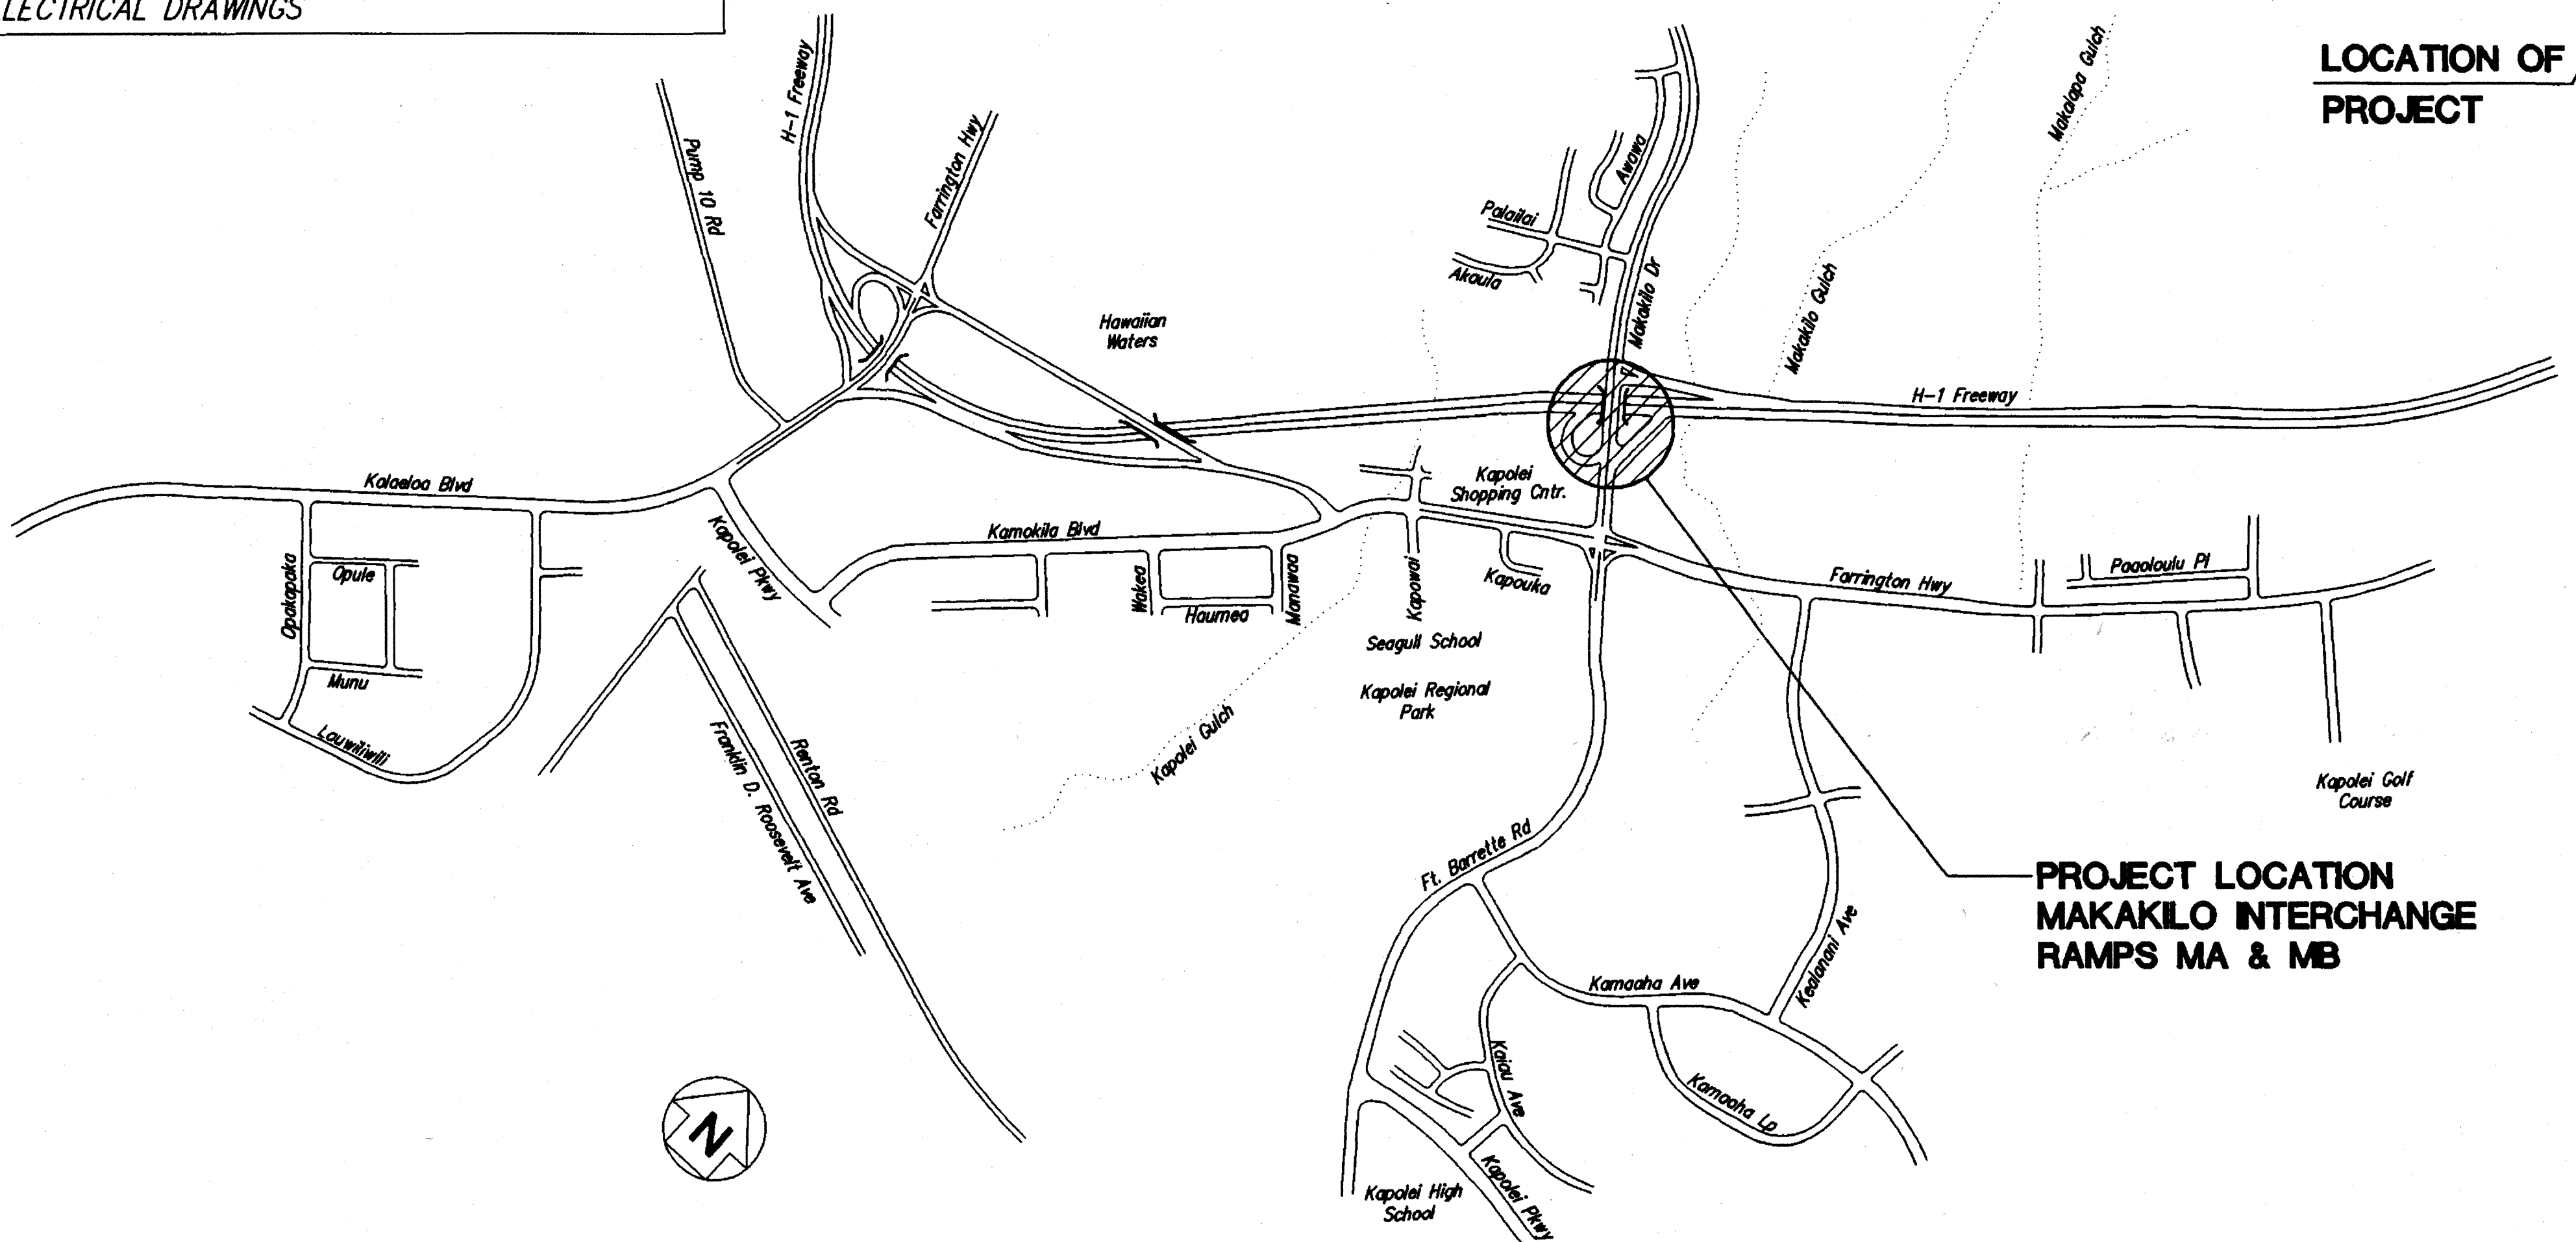 LECTRICAL DRAWINGS
LOCATION OF
PROJECT
H-1 Freeway
Farrington Hwy
Pump 10 Rd
Makalapa Gulch
Awawa
Palailai
Akaula
Makakilo Dr
Makakilo Gulch
Hawaiian
Waters
H-1 Freeway
Kalaeloa Blvd
Kapolei
Shopping Cntr.
Kapolei Pkwy
Kamokila Blvd
Opakapaka
Opule
Munu
Lauwiliwili
Wakea
Haumea
Manawaa
Kapowai
Kapouka
Farrington Hwy
Paaoloulu Pl
Seagull School
Kapolei Regional
Park
Kapolei Gulch
Franklin D. Roosevelt Ave
Renton Rd
Kapolei Golf
Course
Ft. Barrette Rd
PROJECT LOCATION
MAKAKILO INTERCHANGE
RAMPS MA & MB
Kealanani Ave
Kamaaha Ave
Kaiau Ave
Kamaaha Lp
N
Kapolei High
School
Kapolei Pkwy